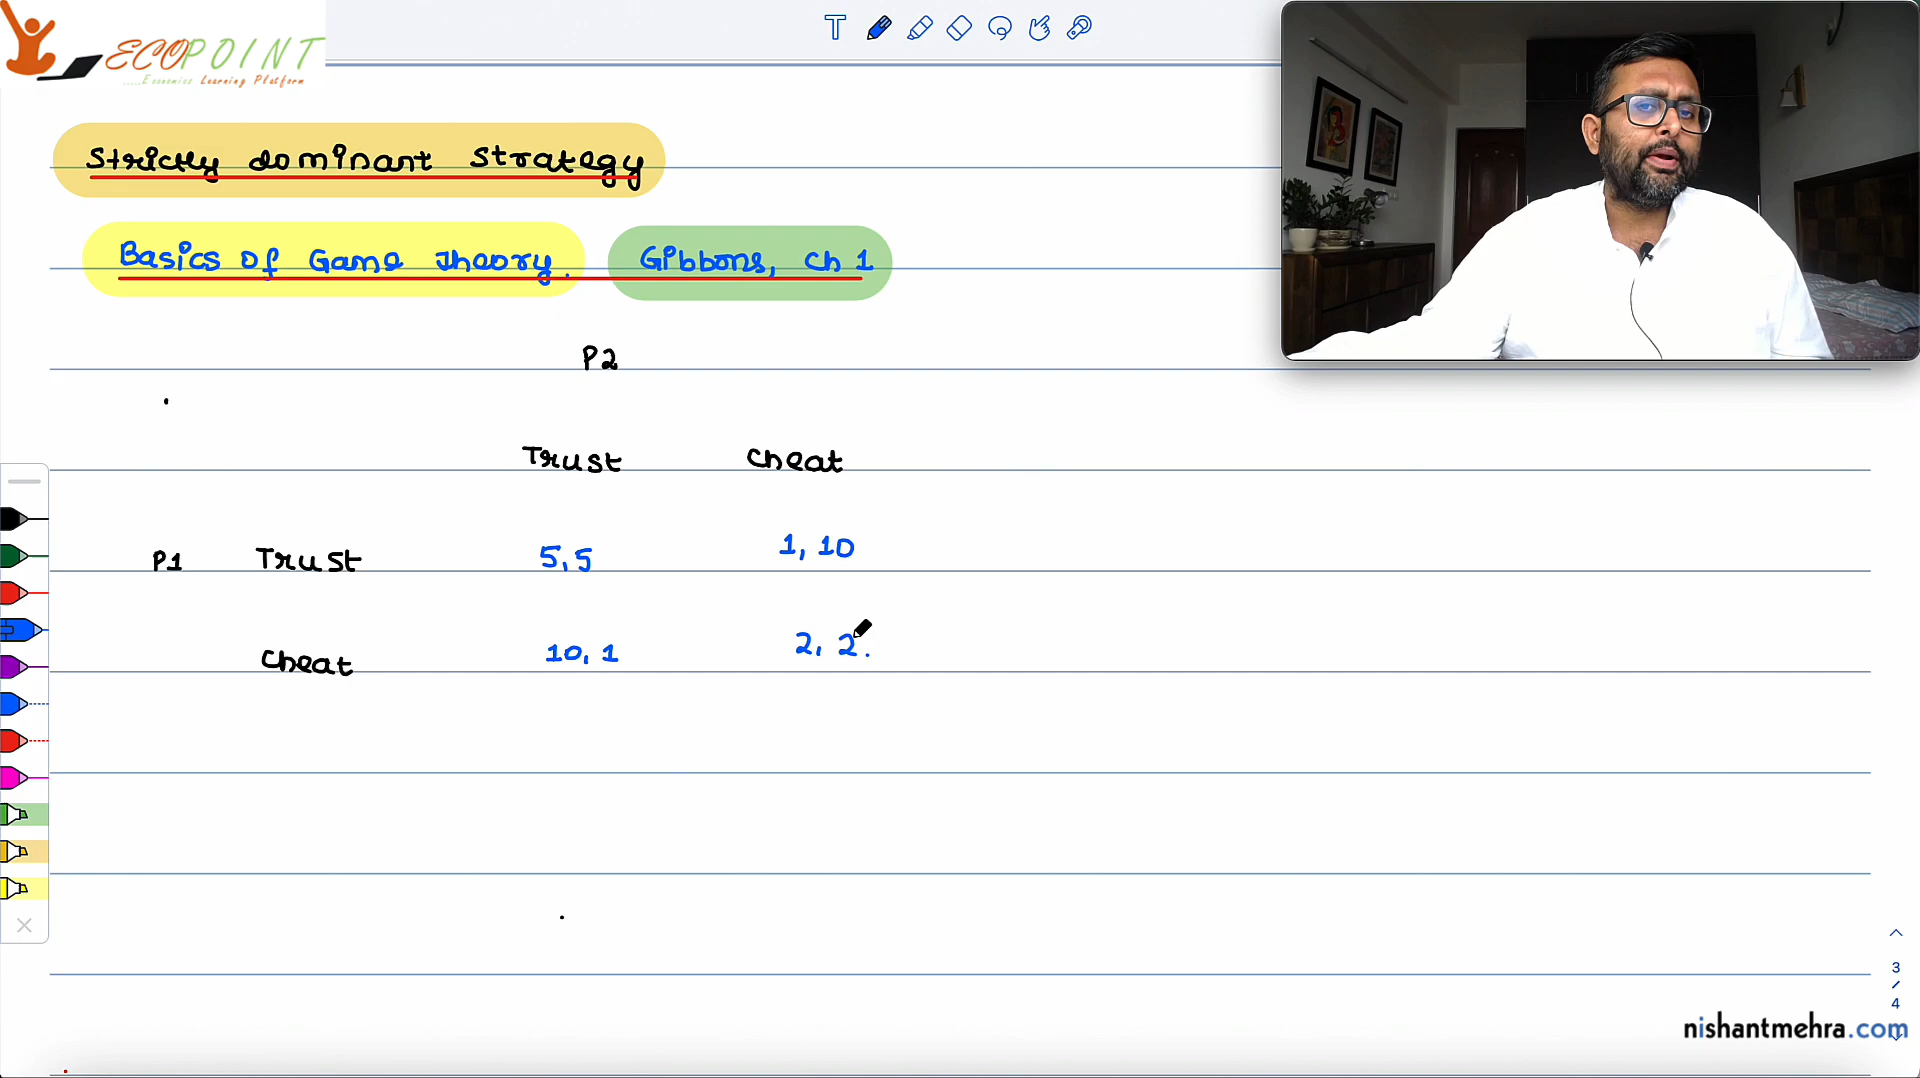 ECOPOINT
.....Economics Learning Platform
T
Strictly dominant Strategy
Basics of Game Theory. Gibbons, Ch 1
P2
Trust Cheat
P1 Trust 5,5 1, 10
Cheat 10, 1 2, 2.
3
/
4
nishantmehra.com